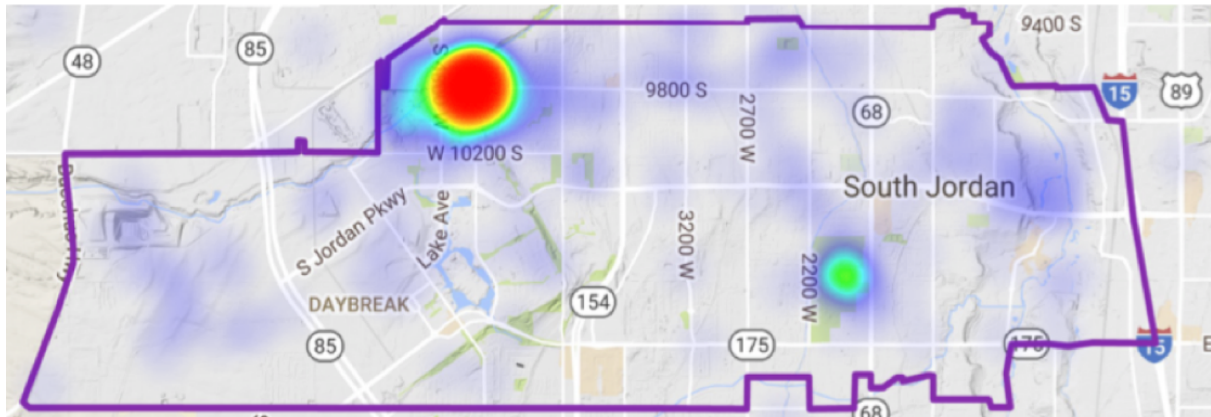 9400 S
48
85
15
89
9800 S
68
2700 W
W 10200 S
South Jordan
S Jordan Pkwy
Lake Ave
3200 W
2200 W
DAYBREAK
154
85
175
175
15
68